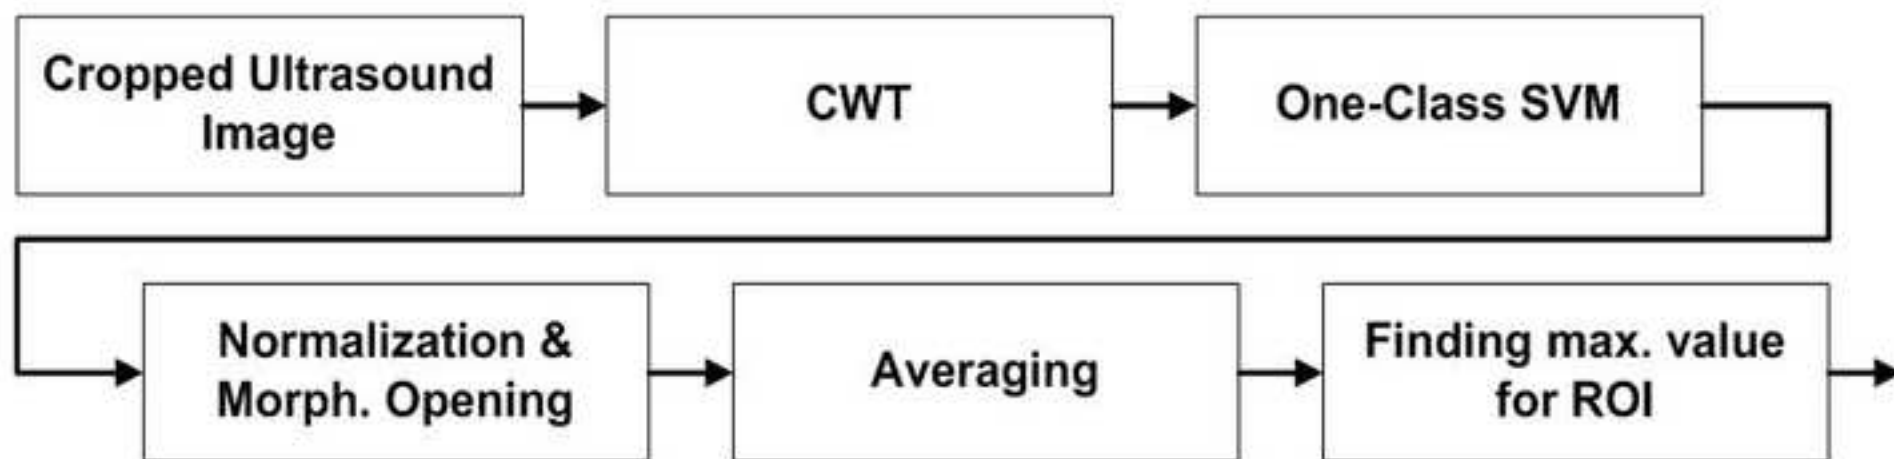 Cropped Ultrasound
Image
CWT
One-Class SVM
Normalization &
Morph. Opening
Averaging
Finding max. value
for ROI